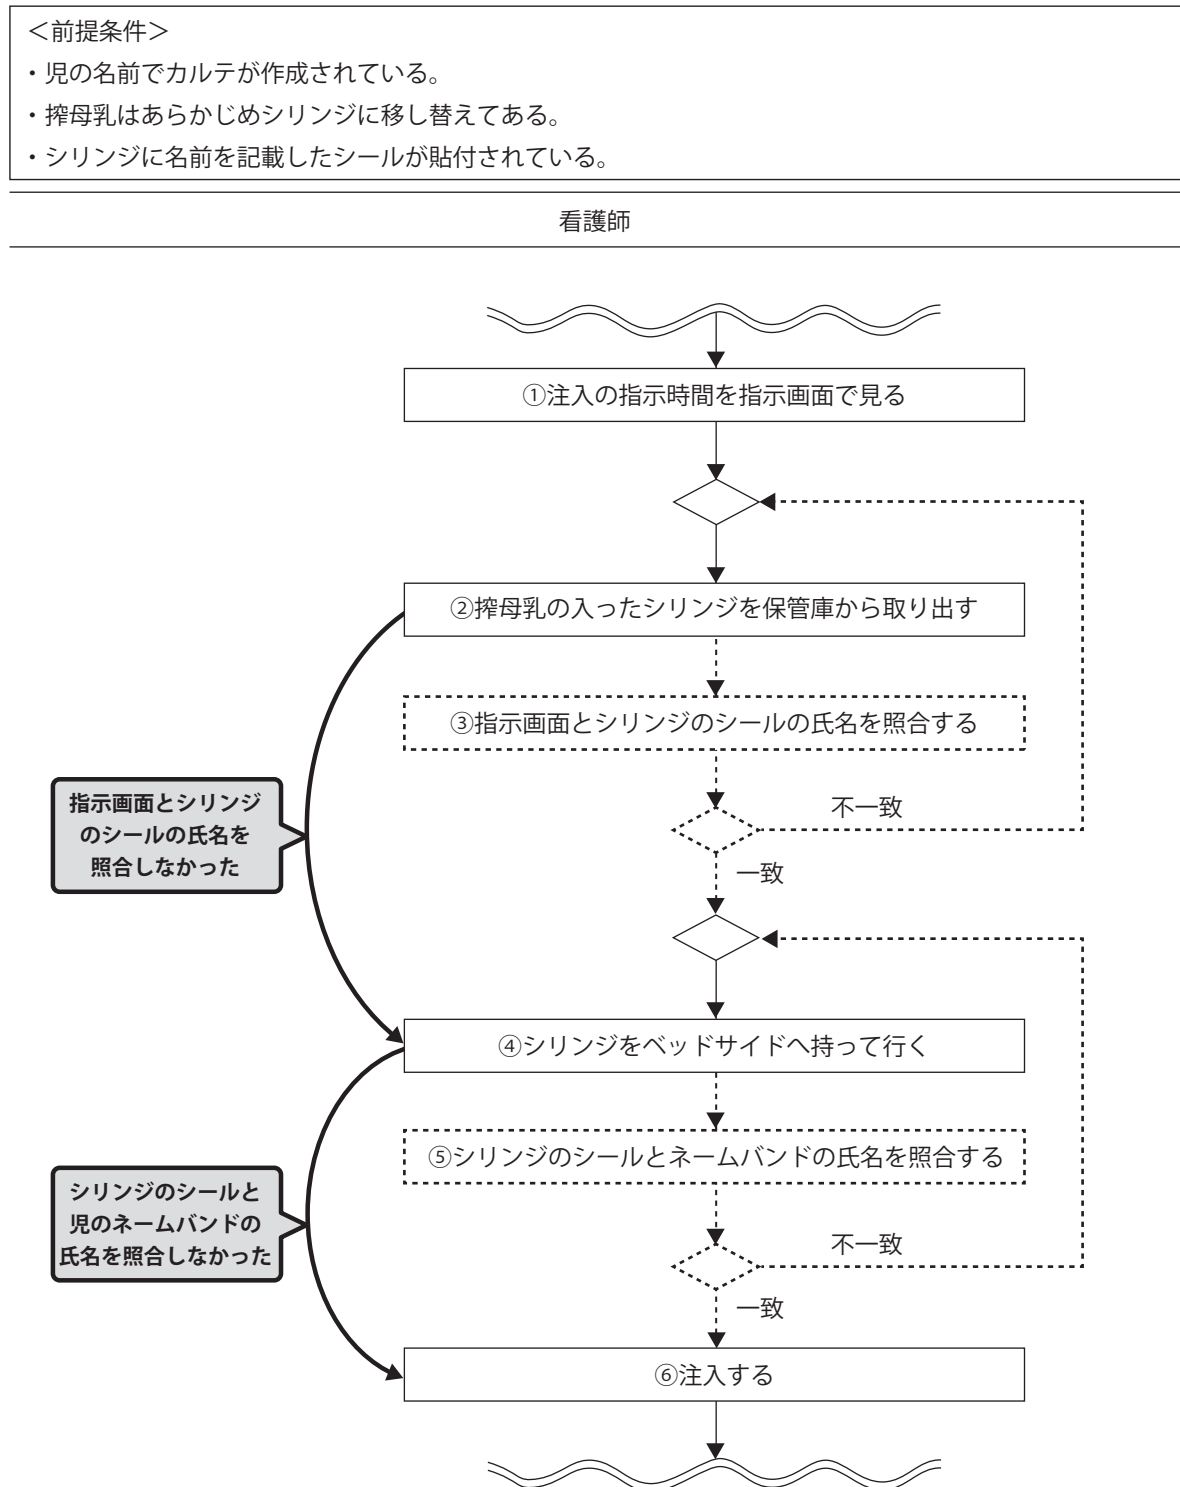 ＜前提条件＞
・児の名前でカルテが作成されている。
・搾母乳はあらかじめシリンジに移し替えてある。
・シリンジに名前を記載したシールが貼付されている。
看護師
①注入の指示時間を指示画面で見る
②搾母乳の入ったシリンジを保管庫から取り出す
③指示画面とシリンジのシールの氏名を照合する
指示画面とシリンジ
のシールの氏名を
照合しなかった
不一致
一致
④シリンジをベッドサイドへ持って行く
⑤シリンジのシールとネームバンドの氏名を照合する
シリンジのシールと
児のネームバンドの
氏名を照合しなかった
不一致
一致
⑥注入する